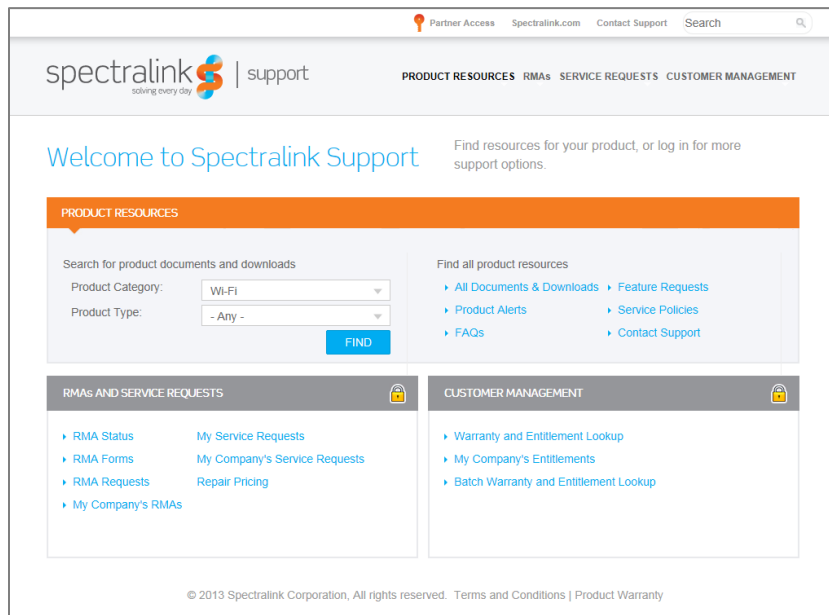 Partner Access Spectralink.com Contact Support Search
spectralink | support
solving every day
PRODUCT RESOURCES RMAs SERVICE REQUESTS CUSTOMER MANAGEMENT
Welcome to Spectralink Support
Find resources for your product, or log in for more
support options.
PRODUCT RESOURCES
Search for product documents and downloads
Product Category: Wi-Fi
Product Type: - Any -
FIND
Find all product resources
All Documents & Downloads Feature Requests
Product Alerts Service Policies
FAQs Contact Support
RMAs AND SERVICE REQUESTS
RMA Status My Service Requests
RMA Forms My Company's Service Requests
RMA Requests Repair Pricing
My Company's RMAs
CUSTOMER MANAGEMENT
Warranty and Entitlement Lookup
My Company's Entitlements
Batch Warranty and Entitlement Lookup
© 2013 Spectralink Corporation, All rights reserved. Terms and Conditions | Product Warranty